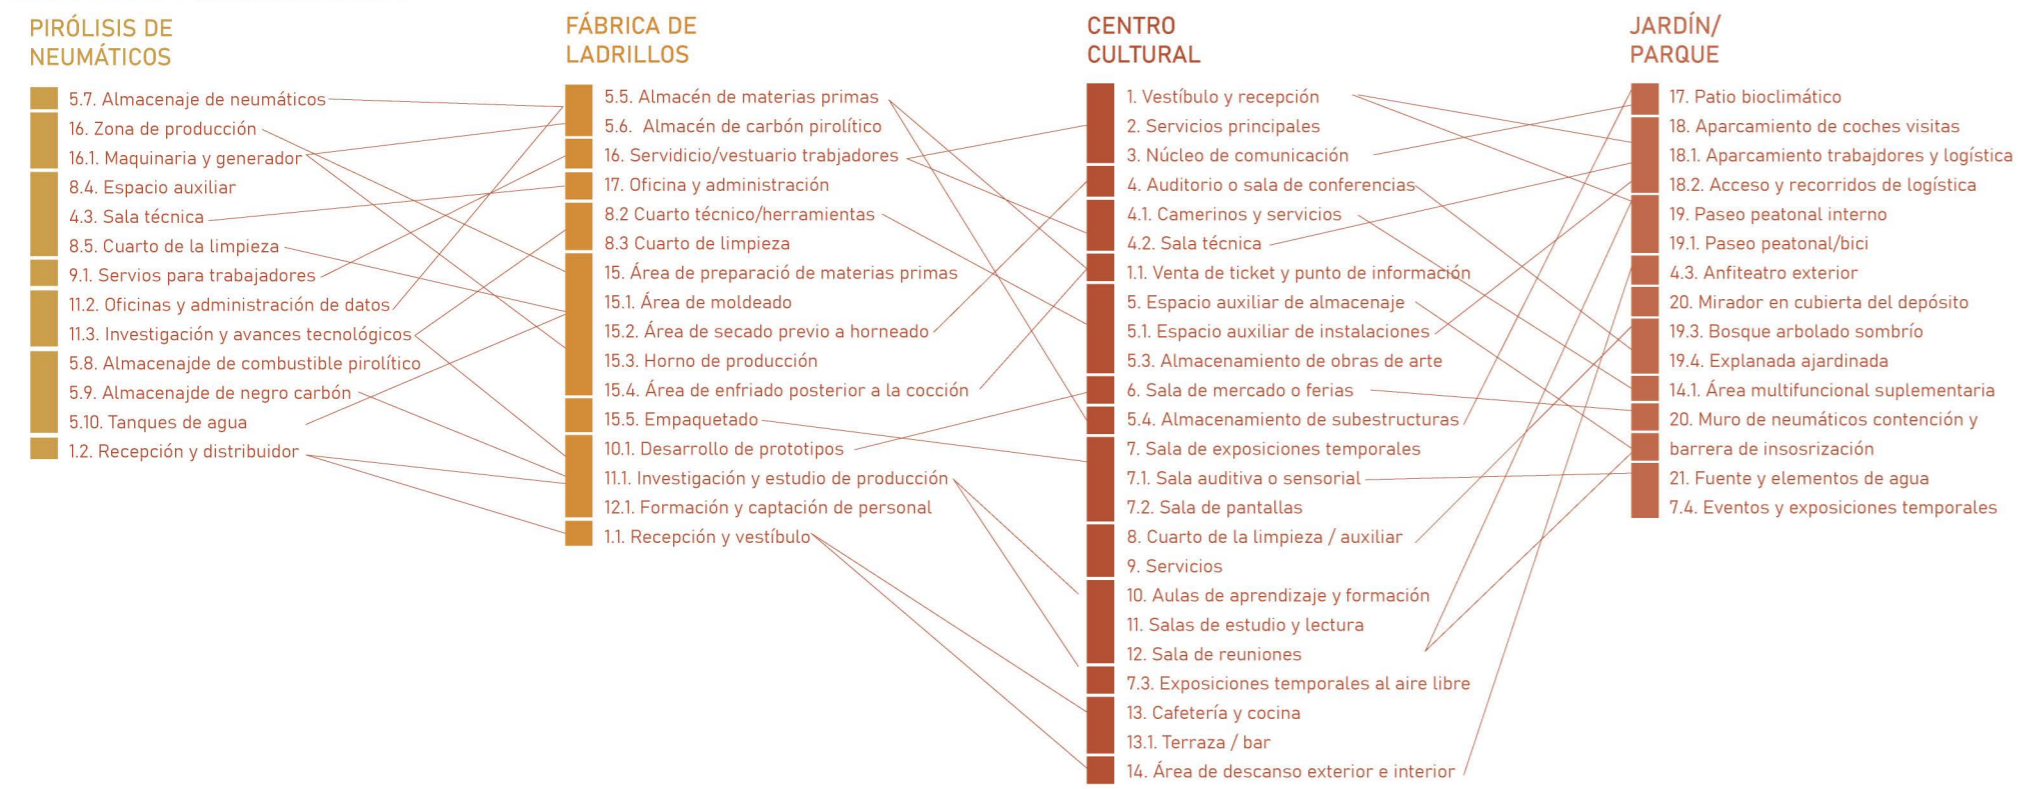 PIRÓLISIS DE
NEUMÁTICOS
5.7. Almacenaje de neumáticos
16. Zona de producción
16.1. Maquinaria y generador
8.4. Espacio auxiliar
4.3. Sala técnica
8.5. Cuarto de la limpieza
9.1. Servios para trabajadores
11.2. Oficinas y administración de datos
11.3. Investigación y avances tecnológicos
5.8. Almacenajde de combustible pirolítico
5.9. Almacenajde de negro carbón
5.10. Tanques de agua
1.2. Recepción y distribuidor
FÁBRICA DE
LADRILLOS
5.5. Almacén de materias primas
5.6. Almacén de carbón pirolítico
16. Servidicio/vestuario trabjadores
17. Oficina y administración
8.2 Cuarto técnico/herramientas
8.3 Cuarto de limpieza
15. Área de preparació de materias primas
15.1. Área de moldeado
15.2. Área de secado previo a horneado
15.3. Horno de producción
15.4. Área de enfriado posterior a la cocción
15.5. Empaquetado
10.1. Desarrollo de prototipos
11.1. Investigación y estudio de producción
12.1. Formación y captación de personal
1.1. Recepción y vestíbulo
CENTRO
CULTURAL
1. Vestíbulo y recepción
2. Servicios principales
3. Núcleo de comunicación
4. Auditorio o sala de conferencias
4.1. Camerinos y servicios
4.2. Sala técnica
1.1. Venta de ticket y punto de información
5. Espacio auxiliar de almacenaje
5.1. Espacio auxiliar de instalaciones
5.3. Almacenamiento de obras de arte
6. Sala de mercado o ferias
5.4. Almacenamiento de subestructuras
7. Sala de exposiciones temporales
7.1. Sala auditiva o sensorial
7.2. Sala de pantallas
8. Cuarto de la limpieza / auxiliar
9. Servicios
10. Aulas de aprendizaje y formación
11. Salas de estudio y lectura
12. Sala de reuniones
7.3. Exposiciones temporales al aire libre
13. Cafetería y cocina
13.1. Terraza / bar
14. Área de descanso exterior e interior
JARDÍN/
PARQUE
17. Patio bioclimático
18. Aparcamiento de coches visitas
18.1. Aparcamiento trabajdores y logística
18.2. Acceso y recorridos de logística
19. Paseo peatonal interno
19.1. Paseo peatonal/bici
4.3. Anfiteatro exterior
20. Mirador en cubierta del depósito
19.3. Bosque arbolado sombrío
19.4. Explanada ajardinada
14.1. Área multifuncional suplementaria
20. Muro de neumáticos contención y
barrera de insosrización
21. Fuente y elementos de agua
7.4. Eventos y exposiciones temporales